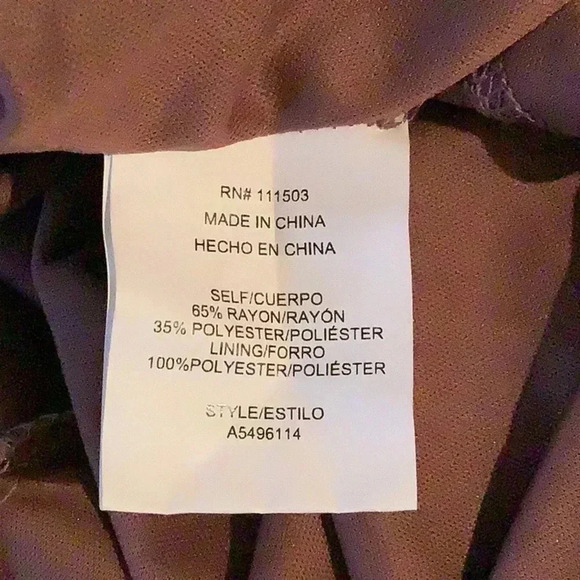 RN# 111503
MADE IN CHINA
HECHO EN CHINA
SELF/CUERPO
65% RAYON/RAYÓN
35% POLYESTER/POLIÉSTER
LINING/FORRO
100%POLYESTER/POLIÉSTER
STYLE/ESTILO
A5496114